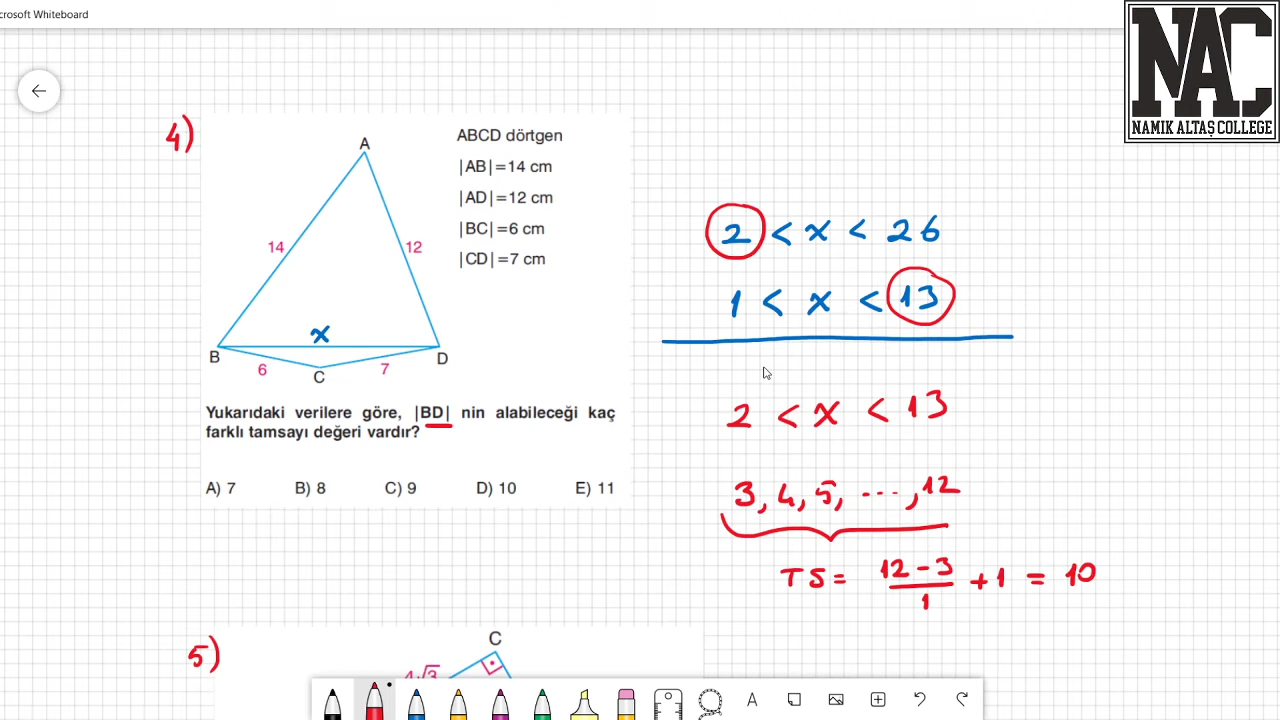 crosoft Whiteboard
NAC
NAMIK ALTAŞ COLLEGE
4)
A
14
12
x
B
D
6
7
C
ABCD dörtgen
|AB|=14 cm
|AD|=12 cm
|BC|=6 cm
|CD|=7 cm
Yukarıdaki verilere göre, |BD| nin alabileceği kaç
farklı tamsayı değeri vardır?
A) 7 B) 8 C) 9 D) 10 E) 11
2 < x < 26
1 < x < 13
2 < x < 13
3, 4, 5, ..., 12
TS = (12 - 3)/1 + 1 = 10
5)
C
4√3
A